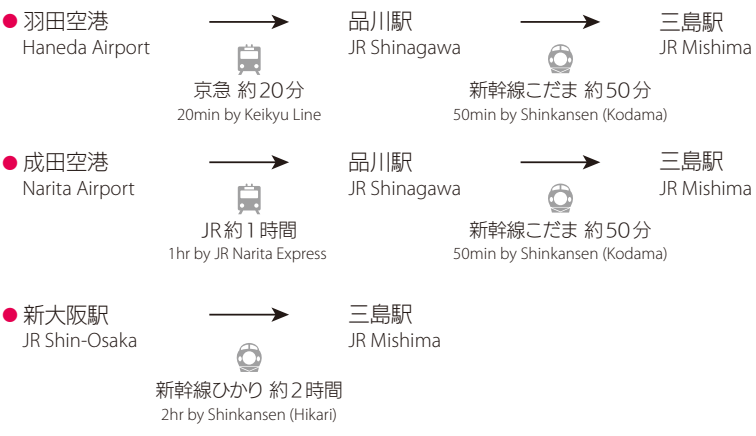 ● 羽田空港 品川駅 三島駅
Haneda Airport JR Shinagawa JR Mishima
京急 約20分 新幹線こだま 約50分
20min by Keikyu Line 50min by Shinkansen (Kodama)
● 成田空港 品川駅 三島駅
Narita Airport JR Shinagawa JR Mishima
JR約1時間 新幹線こだま 約50分
1hr by JR Narita Express 50min by Shinkansen (Kodama)
● 新大阪駅 三島駅
JR Shin-Osaka JR Mishima
新幹線ひかり 約2時間
2hr by Shinkansen (Hikari)